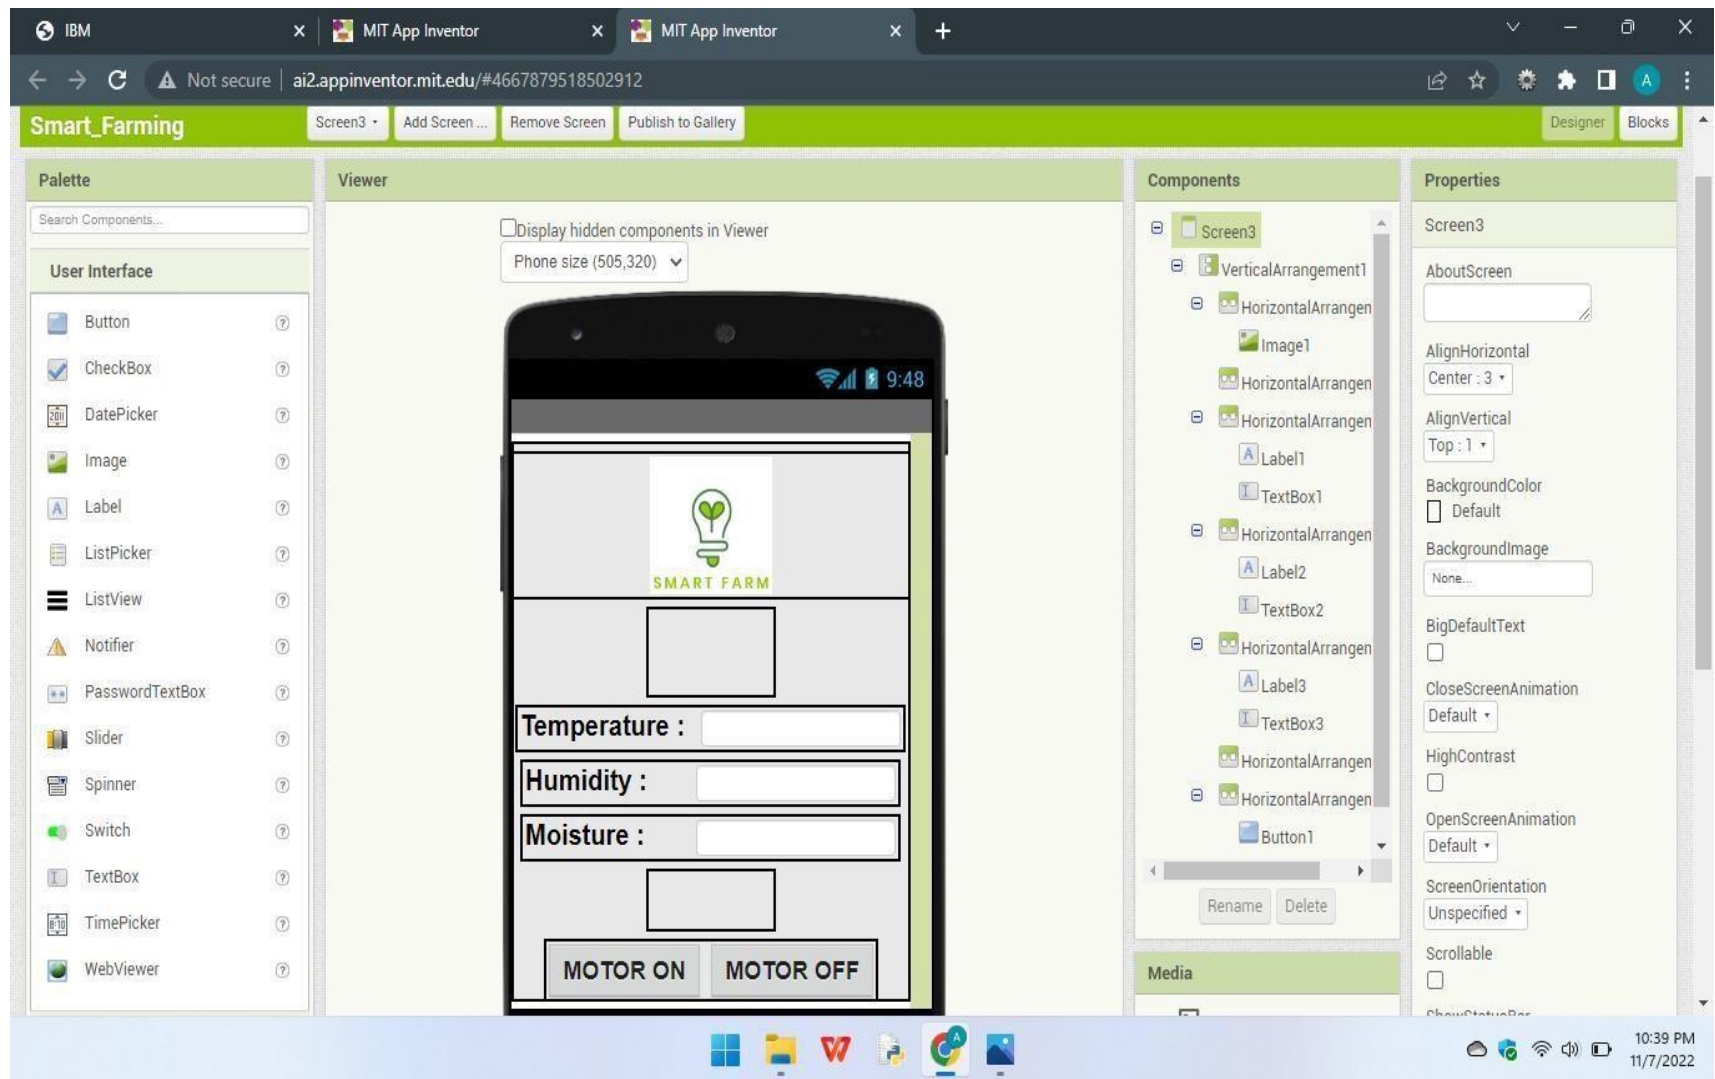 IBM
MIT App Inventor
MIT App Inventor
Not secure
ai2.appinventor.mit.edu/#4667879518502912
A
Smart_Farming
Screen3
Add Screen ...
Remove Screen
Publish to Gallery
Designer
Blocks
Palette
Search Components...
User Interface
Button
CheckBox
DatePicker
Image
Label
ListPicker
ListView
Notifier
PasswordTextBox
Slider
Spinner
Switch
TextBox
TimePicker
WebViewer
Viewer
Display hidden components in Viewer
Phone size (505,320)
9:48
SMART FARM
Temperature :
Humidity :
Moisture :
MOTOR ON
MOTOR OFF
Components
Screen3
VerticalArrangement1
HorizontalArrangen
Image1
HorizontalArrangen
HorizontalArrangen
Label1
TextBox1
HorizontalArrangen
Label2
TextBox2
HorizontalArrangen
Label3
TextBox3
HorizontalArrangen
HorizontalArrangen
Button1
Rename
Delete
Media
Properties
Screen3
AboutScreen
AlignHorizontal
Center : 3
AlignVertical
Top : 1
BackgroundColor
Default
BackgroundImage
None...
BigDefaultText
CloseScreenAnimation
Default
HighContrast
OpenScreenAnimation
Default
ScreenOrientation
Unspecified
Scrollable
ShowStatusBar
10:39 PM
11/7/2022